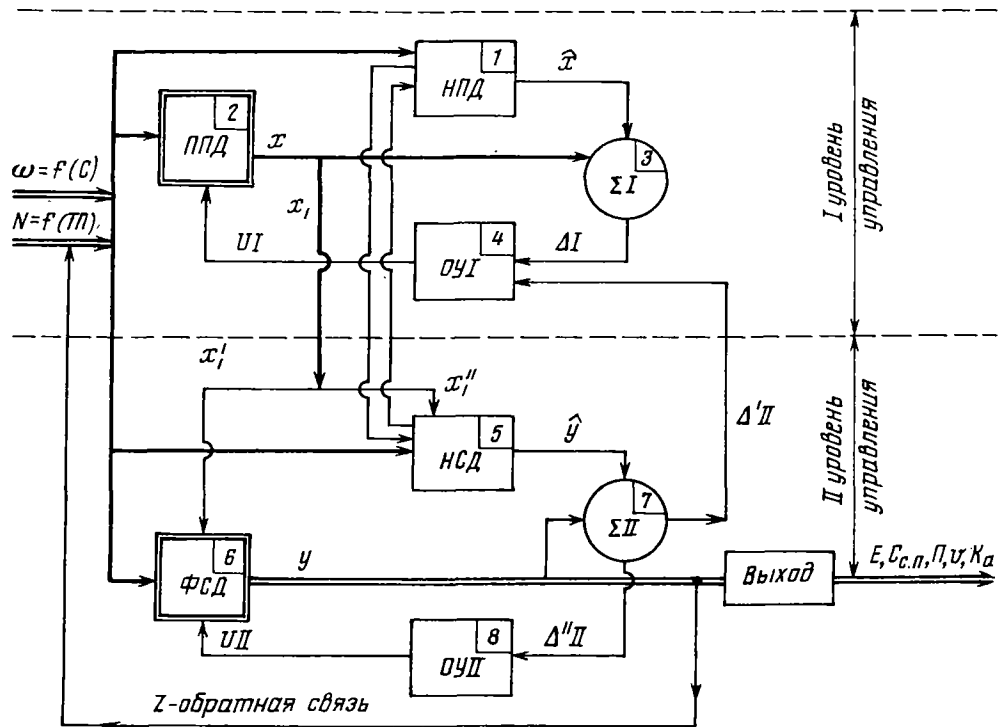 1
x̂
НПД
2
ППД
x
3
ΣI
ω=f(C)
N=f(ТП)
x₁
UI
4
ОУI
ΔI
I уровень
управления
x₁′
x₁″
5
НСД
ŷ
Δ′II
II уровень
управления
7
ΣII
6
ФСД
y
Выход
E, Cс.п, П, υ, Kа
UII
8
ОУII
Δ″II
Z-обратная связь